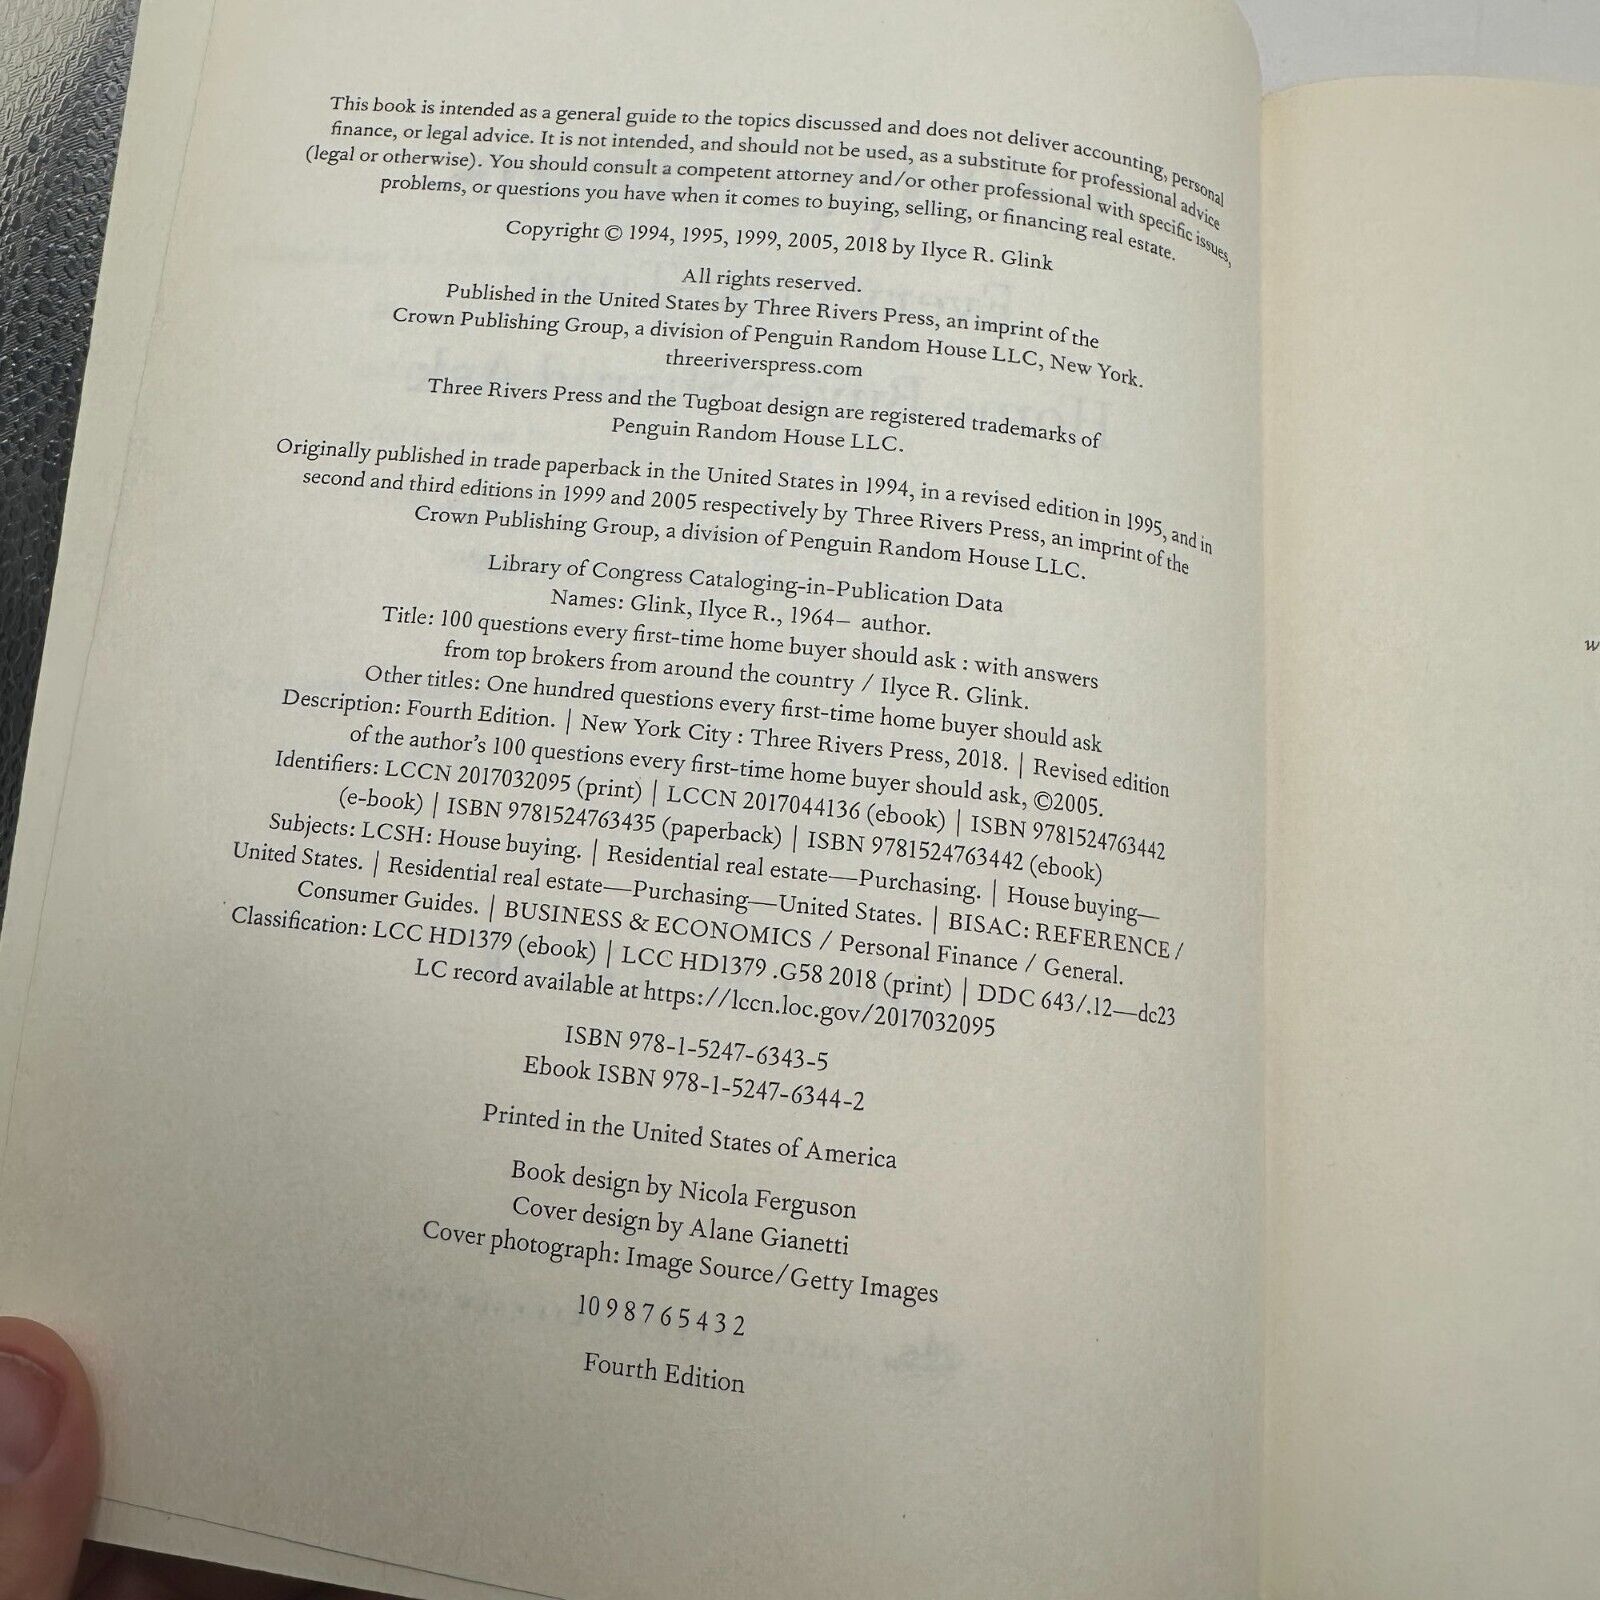 This book is intended as a general guide to the topics discussed and does not deliver accounting, personal
finance, or legal advice. It is not intended, and should not be used, as a substitute for professional advice
(legal or otherwise). You should consult a competent attorney and/or other professional with specific issues,
problems, or questions you have when it comes to buying, selling, or financing real estate.
Copyright © 1994, 1995, 1999, 2005, 2018 by Ilyce R. Glink
All rights reserved.
Published in the United States by Three Rivers Press, an imprint of the
Crown Publishing Group, a division of Penguin Random House LLC, New York.
threeriverspress.com
Three Rivers Press and the Tugboat design are registered trademarks of
Penguin Random House LLC.
Originally published in trade paperback in the United States in 1994, in a revised edition in 1995, and in
second and third editions in 1999 and 2005 respectively by Three Rivers Press, an imprint of the
Crown Publishing Group, a division of Penguin Random House LLC.
Library of Congress Cataloging-in-Publication Data
Names: Glink, Ilyce R., 1964– author.
Title: 100 questions every first-time home buyer should ask : with answers
from top brokers from around the country / Ilyce R. Glink.
Other titles: One hundred questions every first-time home buyer should ask
Description: Fourth Edition. | New York City : Three Rivers Press, 2018. | Revised edition
of the author's 100 questions every first-time home buyer should ask, ©2005.
Identifiers: LCCN 2017032095 (print) | LCCN 2017044136 (ebook) | ISBN 9781524763442
(e-book) | ISBN 9781524763435 (paperback) | ISBN 9781524763442 (ebook)
Subjects: LCSH: House buying. | Residential real estate—Purchasing. | House buying—
United States. | Residential real estate—Purchasing—United States. | BISAC: REFERENCE /
Consumer Guides. | BUSINESS & ECONOMICS / Personal Finance / General.
Classification: LCC HD1379 (ebook) | LCC HD1379 .G58 2018 (print) | DDC 643/.12—dc23
LC record available at https://lccn.loc.gov/2017032095
ISBN 978-1-5247-6343-5
Ebook ISBN 978-1-5247-6344-2
Printed in the United States of America
Book design by Nicola Ferguson
Cover design by Alane Gianetti
Cover photograph: Image Source/Getty Images
10 9 8 7 6 5 4 3 2
Fourth Edition